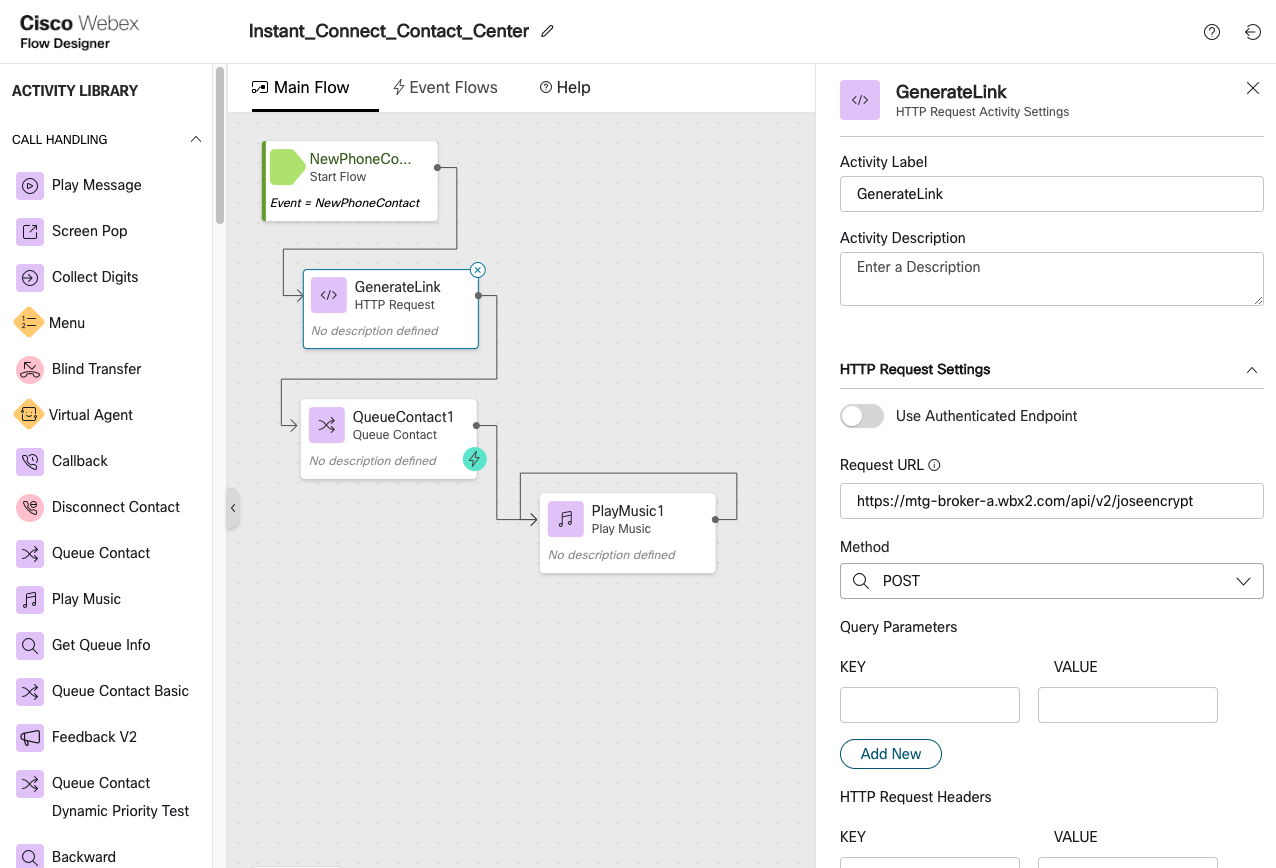 Cisco Webex
Flow Designer
Instant_Connect_Contact_Center
ACTIVITY LIBRARY
CALL HANDLING
Play Message
Screen Pop
Collect Digits
Menu
Blind Transfer
Virtual Agent
Callback
Disconnect Contact
Queue Contact
Play Music
Get Queue Info
Queue Contact Basic
Feedback V2
Queue Contact
Dynamic Priority Test
Backward
Main Flow
Event Flows
Help
NewPhoneCo...
Start Flow
Event = NewPhoneContact
GenerateLink
HTTP Request
No description defined
QueueContact1
Queue Contact
No description defined
PlayMusic1
Play Music
No description defined
GenerateLink
HTTP Request Activity Settings
Activity Label
GenerateLink
Activity Description
Enter a Description
HTTP Request Settings
Use Authenticated Endpoint
Request URL
https://mtg-broker-a.wbx2.com/api/v2/joseencrypt
Method
POST
Query Parameters
KEY VALUE
Add New
HTTP Request Headers
KEY VALUE